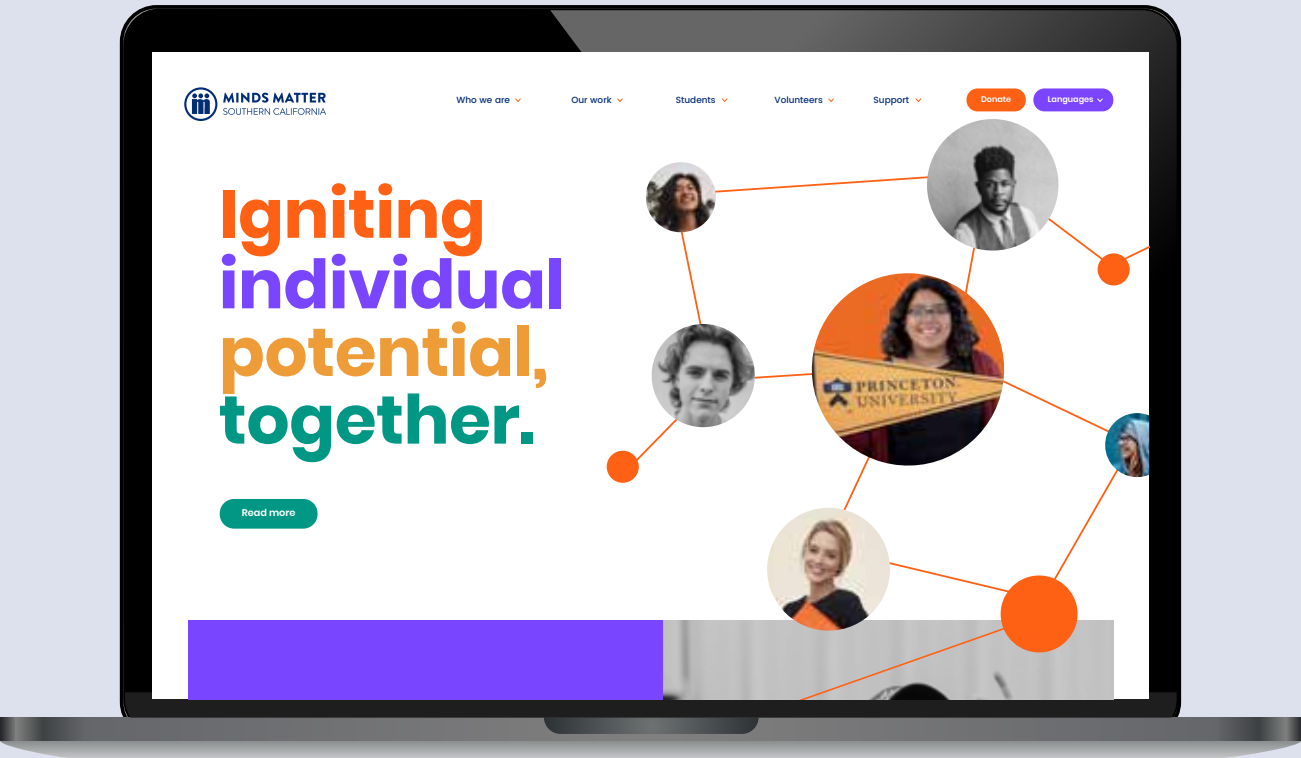 MINDS MATTER
SOUTHERN CALIFORNIA
Who we are
Our work
Students
Volunteers
Support
Donate
Languages
Igniting
individual
potential,
together.
Read more
PRINCETON
UNIVERSITY